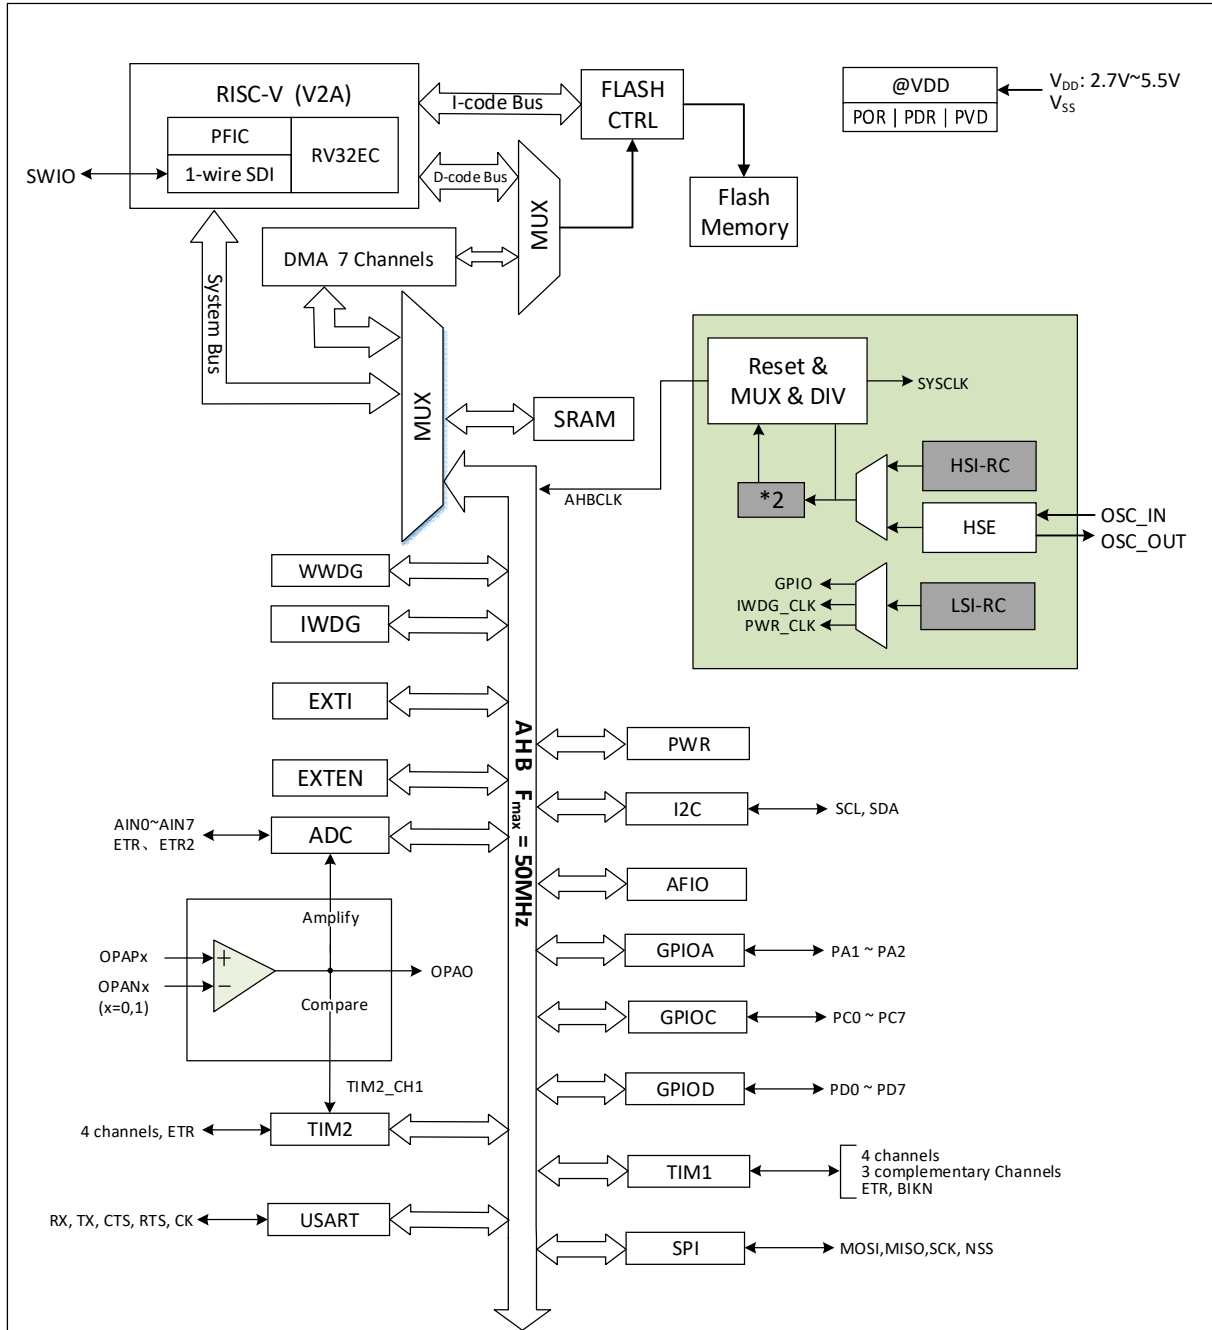 RISC-V (V2A)
PFIC
1-wire SDI
RV32EC
SWIO
I-code Bus
D-code Bus
FLASH
CTRL
@VDD
POR | PDR | PVD
VDD: 2.7V~5.5V
VSS
Flash
Memory
MUX
DMA 7 Channels
System Bus
MUX
SRAM
Reset &
MUX & DIV
SYSCLK
HSI-RC
*2
HSE
OSC_IN
OSC_OUT
AHBCLK
GPIO
IWDG_CLK
PWR_CLK
LSI-RC
WWDG
IWDG
EXTI
EXTEN
AIN0~AIN7
ETR、ETR2
ADC
AHB Fmax = 50MHz
Amplify
OPAPx
OPANx
(x=0,1)
+
−
OPAO
Compare
TIM2_CH1
4 channels, ETR
TIM2
RX, TX, CTS, RTS, CK
USART
PWR
I2C
SCL, SDA
AFIO
GPIOA
PA1 ~ PA2
GPIOC
PC0 ~ PC7
GPIOD
PD0 ~ PD7
TIM1
4 channels
3 complementary Channels
ETR, BIKN
SPI
MOSI,MISO,SCK, NSS